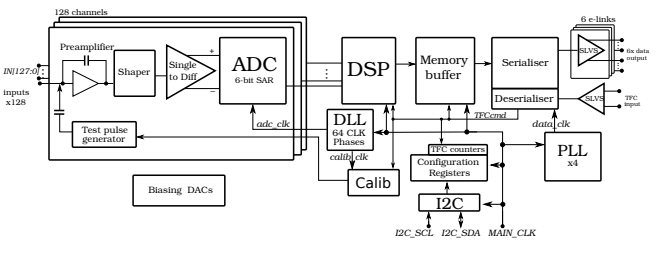 128 channels
6 e-links
Preamplifier
IN[127:0]
inputs
x128
Shaper
Single
to Diff
+
−
ADC
6-bit SAR
DSP
Memory
buffer
Serialiser
Deserialiser
SLVS
6x data
output
SLVS
TFC
input
Test pulse
generator
adc_clk
DLL
64 CLK
Phases
calib_clk
Calib
TFCcmd
data_clk
TFC counters
Configuration
Registers
PLL
x4
Biasing DACs
I2C
I2C_SCL
I2C_SDA
MAIN_CLK